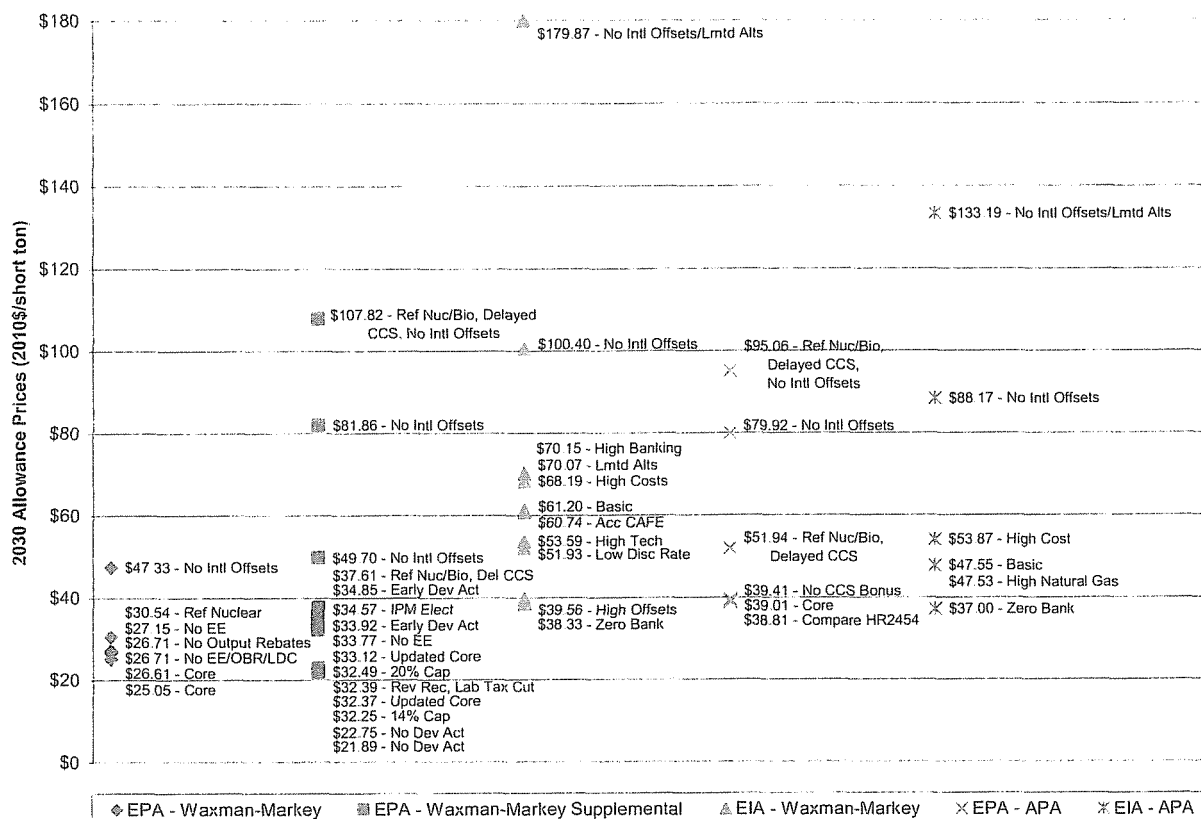 2030 Allowance Prices (2010$/short ton)
$180
$160
$140
$120
$100
$80
$60
$40
$20
$0
$47.33 - No Intl Offsets
$30.54 - Ref Nuclear
$27.15 - No EE
$26.71 - No Output Rebates
$26.71 - No EE/OBR/LDC
$26.61 - Core
$25.05 - Core
$107.82 - Ref Nuc/Bio, Delayed
CCS, No Intl Offsets
$81.86 - No Intl Offsets
$49.70 - No Intl Offsets
$37.61 - Ref Nuc/Bio, Del CCS
$34.85 - Early Dev Act
$34.57 - IPM Elect
$33.92 - Early Dev Act
$33.77 - No EE
$33.12 - Updated Core
$32.49 - 20% Cap
$32.39 - Rev Rec, Lab Tax Cut
$32.37 - Updated Core
$32.25 - 14% Cap
$22.75 - No Dev Act
$21.89 - No Dev Act
$179.87 - No Intl Offsets/Lmtd Alts
$100.40 - No Intl Offsets
$70.15 - High Banking
$70.07 - Lmtd Alts
$68.19 - High Costs
$61.20 - Basic
$60.74 - Acc CAFE
$53.59 - High Tech
$51.93 - Low Disc Rate
$39.56 - High Offsets
$38.33 - Zero Bank
$95.06 - Ref Nuc/Bio,
Delayed CCS,
No Intl Offsets
$79.92 - No Intl Offsets
$51.94 - Ref Nuc/Bio,
Delayed CCS
$39.41 - No CCS Bonus
$39.01 - Core
$38.81 - Compare HR2454
$133.19 - No Intl Offsets/Lmtd Alts
$88.17 - No Intl Offsets
$53.87 - High Cost
$47.55 - Basic
$47.53 - High Natural Gas
$37.00 - Zero Bank
EPA - Waxman-Markey
EPA - Waxman-Markey Supplemental
EIA - Waxman-Markey
EPA - APA
EIA - APA